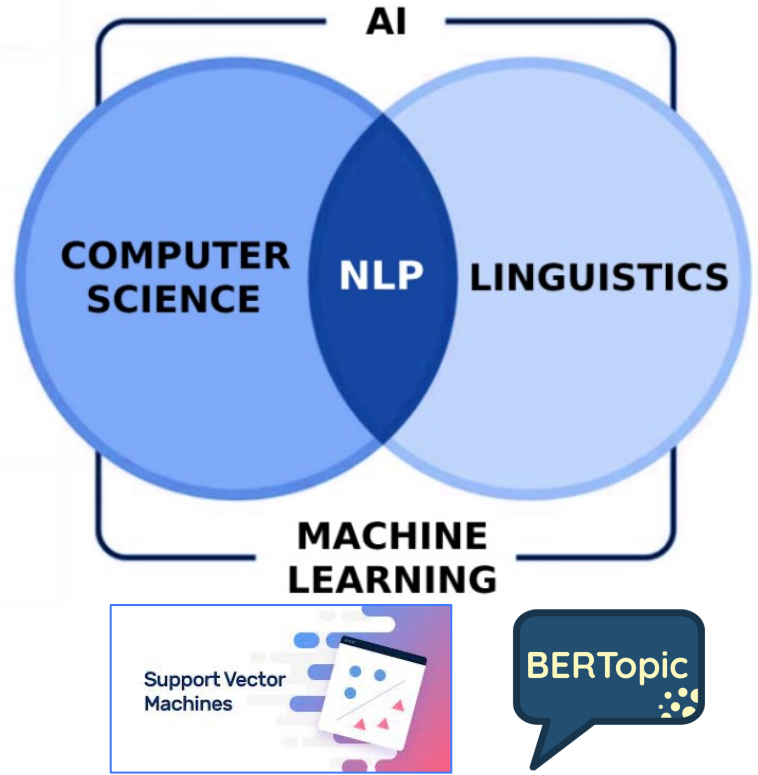 AI
COMPUTER
SCIENCE
NLP
LINGUISTICS
MACHINE
LEARNING
Support Vector
Machines
BERTopic